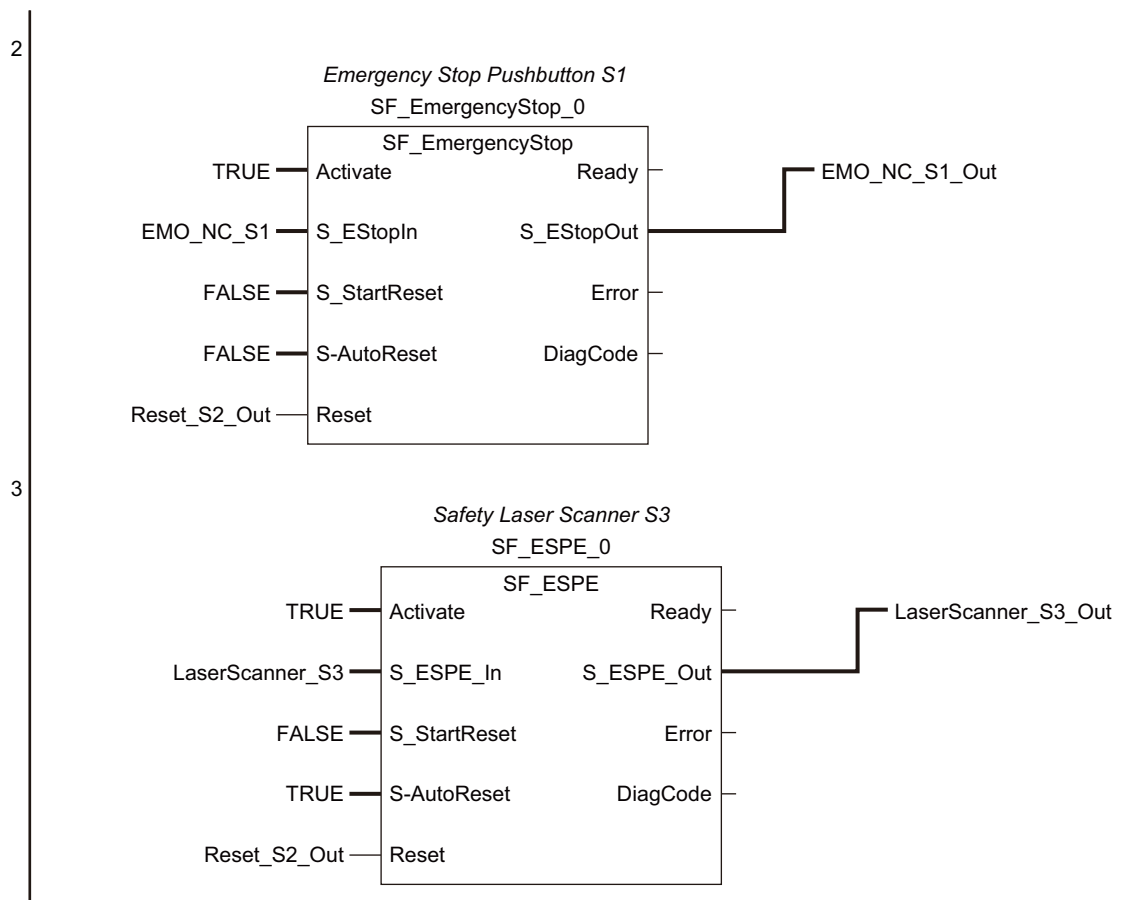 2
Emergency Stop Pushbutton S1
SF_EmergencyStop_0
SF_EmergencyStop
TRUE Activate Ready EMO_NC_S1_Out
EMO_NC_S1 S_EStopIn S_EStopOut
FALSE S_StartReset Error
FALSE S-AutoReset DiagCode
Reset_S2_Out Reset
3
Safety Laser Scanner S3
SF_ESPE_0
SF_ESPE
TRUE Activate Ready LaserScanner_S3_Out
LaserScanner_S3 S_ESPE_In S_ESPE_Out
FALSE S_StartReset Error
TRUE S-AutoReset DiagCode
Reset_S2_Out Reset